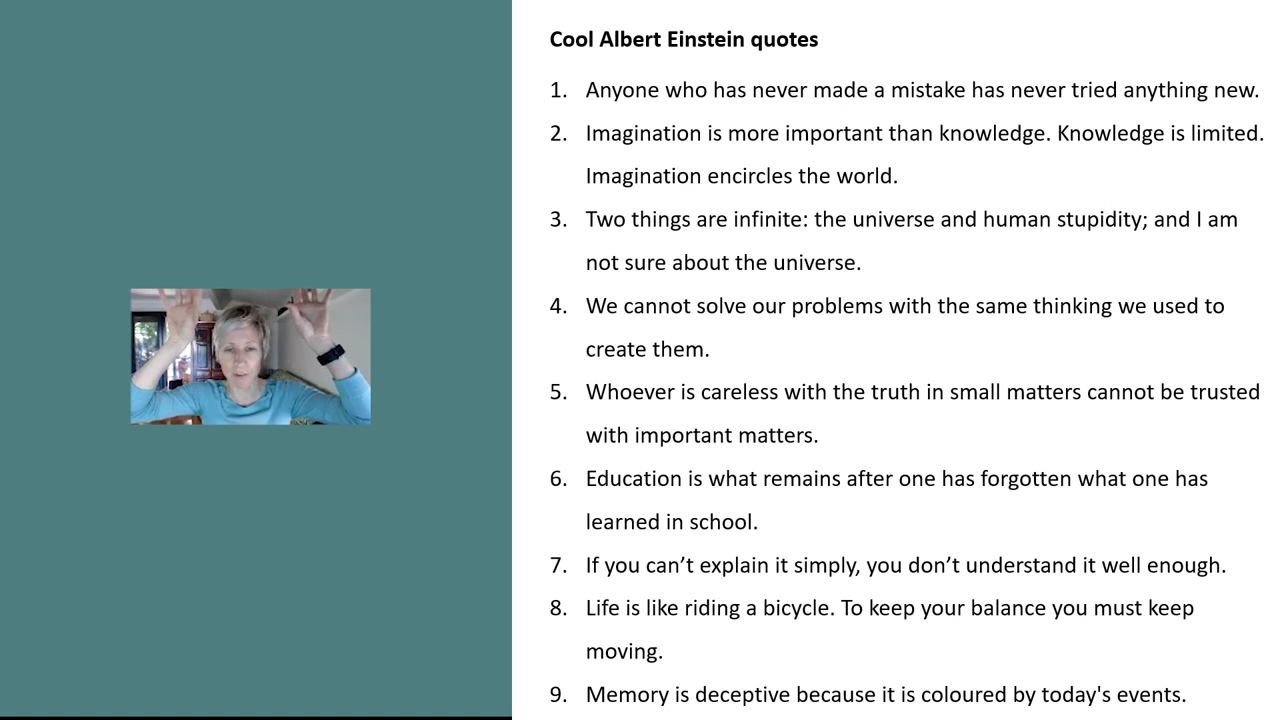 Cool Albert Einstein quotes
1. Anyone who has never made a mistake has never tried anything new.
2. Imagination is more important than knowledge. Knowledge is limited.
Imagination encircles the world.
3. Two things are infinite: the universe and human stupidity; and I am
not sure about the universe.
4. We cannot solve our problems with the same thinking we used to
create them.
5. Whoever is careless with the truth in small matters cannot be trusted
with important matters.
6. Education is what remains after one has forgotten what one has
learned in school.
7. If you can’t explain it simply, you don’t understand it well enough.
8. Life is like riding a bicycle. To keep your balance you must keep
moving.
9. Memory is deceptive because it is coloured by today's events.